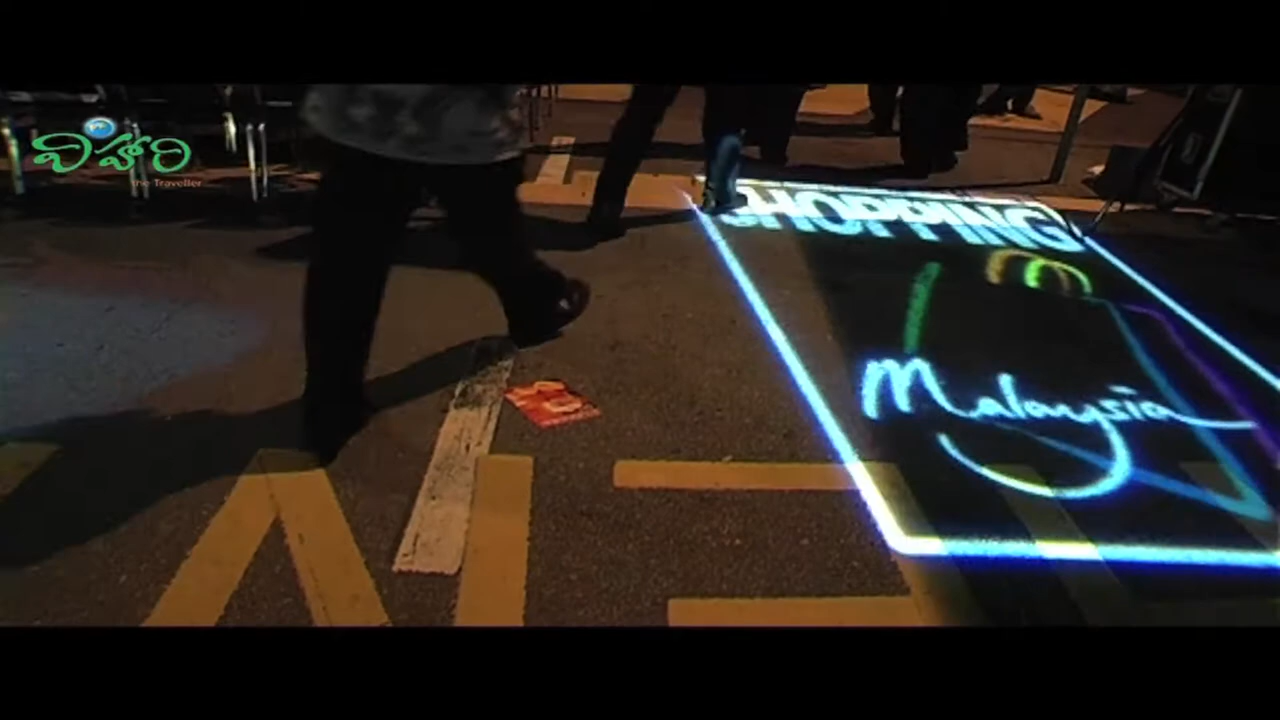 విహారి
the Traveller
SHOPPING
Malaysia